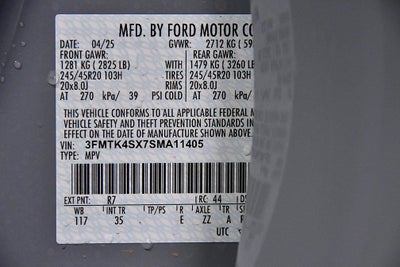 MFD. BY FORD MOTOR CO
DATE: 04/25 GVWR: 2712 KG ( 59
FRONT GAWR: REAR GAWR:
1281 KG ( 2825 LB) WITH 1479 KG ( 3260 LB
245/45R20 103H TIRES 245/45R20 103H
20x8.0J RIMS 20x8.0J
AT 270 kPa/ 39 PSI COLD AT 270 kPa/
THIS VEHICLE CONFORMS TO ALL APPLICABLE FEDERAL M
VEHICLE SAFETY AND THEFT PREVENTION STANDARDS IN
EFFECT ON THE DATE OF MANUFACTURE SHOWN ABOVE.
VIN: 3FMTK4SX7SMA11405
TYPE: MPV
EXT PNT: R7 RC: 44 DS
WB INT TR TP/PS R AXLE TR
117 35 E ZZ A
UTC